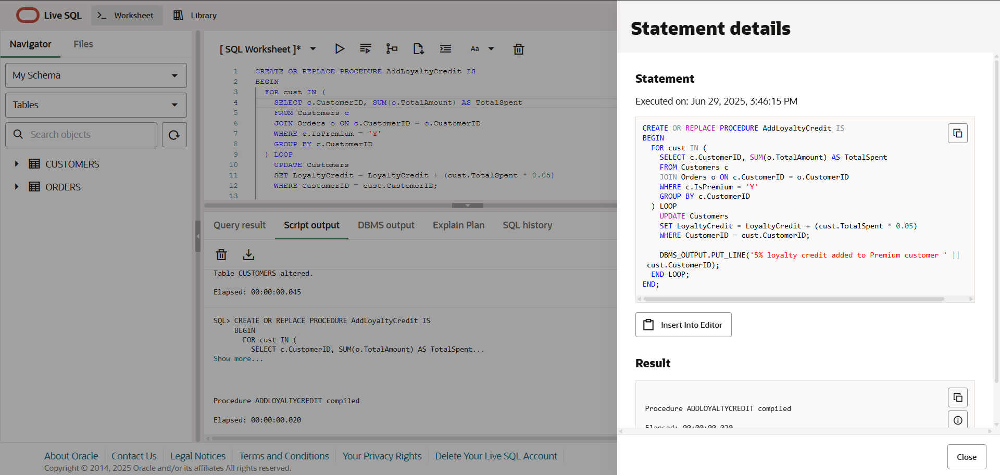 Live SQL
Worksheet
Library
Navigator
Files
My Schema
Tables
Search objects
CUSTOMERS
ORDERS
[ SQL Worksheet ]*
Aa
1 CREATE OR REPLACE PROCEDURE AddLoyaltyCredit IS
2 BEGIN
3 FOR cust IN (
4 SELECT c.CustomerID, SUM(o.TotalAmount) AS TotalSpent
5 FROM Customers c
6 JOIN Orders o ON c.CustomerID = o.CustomerID
7 WHERE c.IsPremium = 'Y'
8 GROUP BY c.CustomerID
9 ) LOOP
10 UPDATE Customers
11 SET LoyaltyCredit = LoyaltyCredit + (cust.TotalSpent * 0.05)
12 WHERE CustomerID = cust.CustomerID;
13
Query result
Script output
DBMS output
Explain Plan
SQL history
Table CUSTOMERS altered.
Elapsed: 00:00:00.045
SQL> CREATE OR REPLACE PROCEDURE AddLoyaltyCredit IS
BEGIN
FOR cust IN (
SELECT c.CustomerID, SUM(o.TotalAmount) AS TotalSpent...
Show more...
Procedure ADDLOYALTYCREDIT compiled
Elapsed: 00:00:00.020
About Oracle
Contact Us
Legal Notices
Terms and Conditions
Your Privacy Rights
Delete Your Live SQL Account
Copyright © 2014, 2025 Oracle and/or its affiliates All rights reserved.
Statement details
Statement
Executed on: Jun 29, 2025, 3:46:15 PM
CREATE OR REPLACE PROCEDURE AddLoyaltyCredit IS
BEGIN
FOR cust IN (
SELECT c.CustomerID, SUM(o.TotalAmount) AS TotalSpent
FROM Customers c
JOIN Orders o ON c.CustomerID = o.CustomerID
WHERE c.IsPremium = 'Y'
GROUP BY c.CustomerID
) LOOP
UPDATE Customers
SET LoyaltyCredit = LoyaltyCredit + (cust.TotalSpent * 0.05)
WHERE CustomerID = cust.CustomerID;
DBMS_OUTPUT.PUT_LINE('5% loyalty credit added to Premium customer ' ||
cust.CustomerID);
END LOOP;
END;
Insert Into Editor
Result
Procedure ADDLOYALTYCREDIT compiled
Elapsed: 00:00:00.020
Close